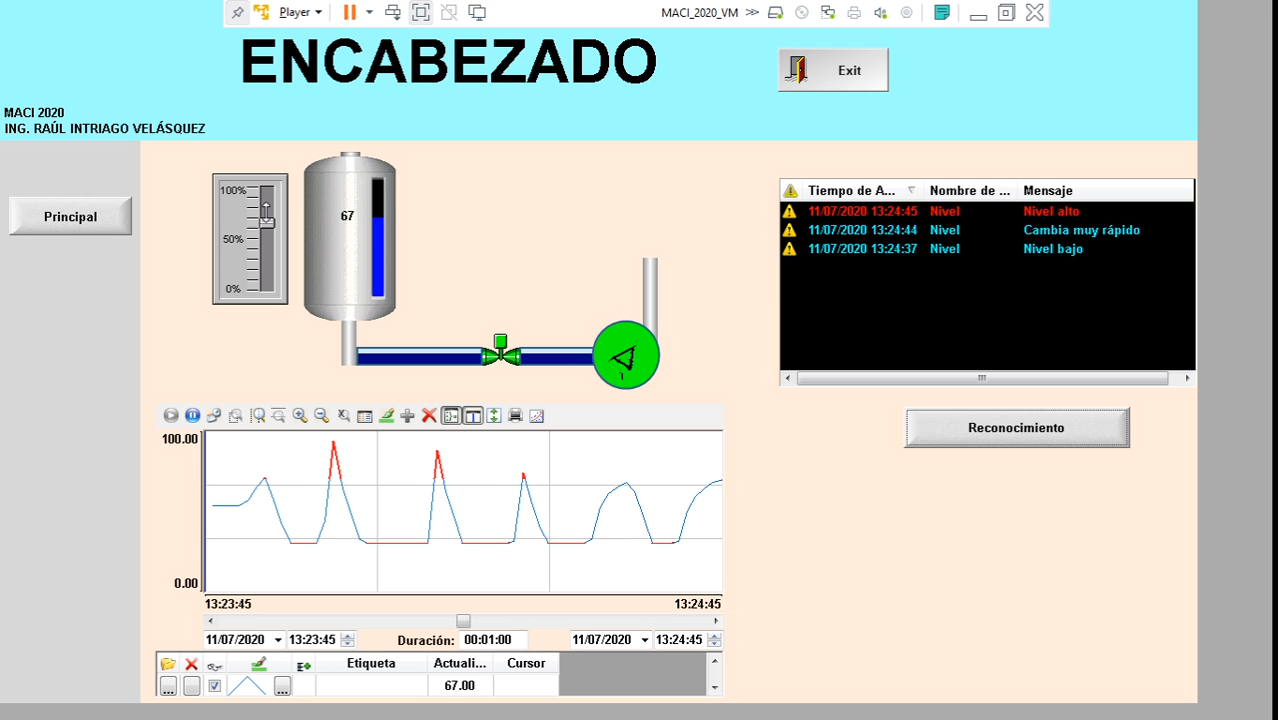 Player
MACI_2020_VM
ENCABEZADO
Exit
MACI 2020
ING. RAÚL INTRIAGO VELÁSQUEZ
Principal
100%
50%
0%
67
Tiempo de A... Nombre de ... Mensaje
11/07/2020 13:24:45 Nivel Nivel alto
11/07/2020 13:24:44 Nivel Cambia muy rápido
11/07/2020 13:24:37 Nivel Nivel bajo
Reconocimiento
100.00
0.00
13:23:45 13:24:45
11/07/2020 13:23:45 Duración: 00:01:00 11/07/2020 13:24:45
Etiqueta Actuali... Cursor
67.00